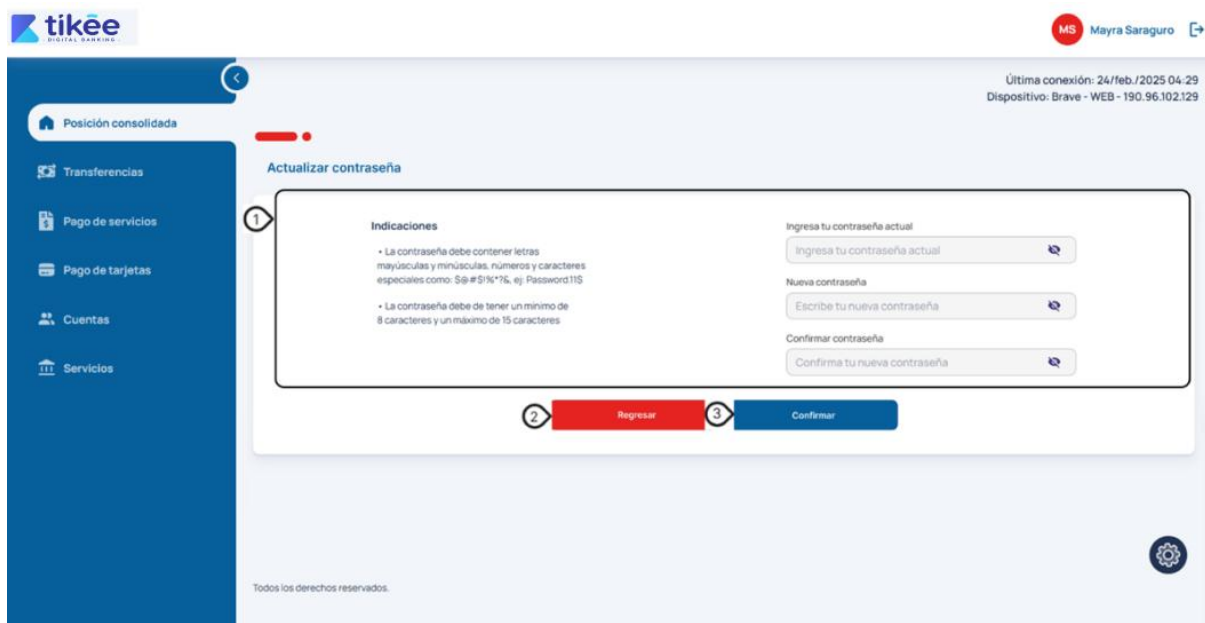 tikēe
DIGITAL BANKING
MS Mayra Saraguro
Última conexión: 24/feb./2025 04:29
Dispositivo: Brave - WEB - 190.96.102.129
Posición consolidada
Transferencias
Pago de servicios
Pago de tarjetas
Cuentas
Servicios
Actualizar contraseña
1
Indicaciones
• La contraseña debe contener letras
mayúsculas y minúsculas, números y caracteres
especiales como: $@#$!%*?&, ej: Password.11$
• La contraseña debe de tener un mínimo de
8 caracteres y un máximo de 15 caracteres
Ingresa tu contraseña actual
Ingresa tu contraseña actual
Nueva contraseña
Escribe tu nueva contraseña
Confirmar contraseña
Confirma tu nueva contraseña
2 Regresar
3 Confirmar
Todos los derechos reservados.